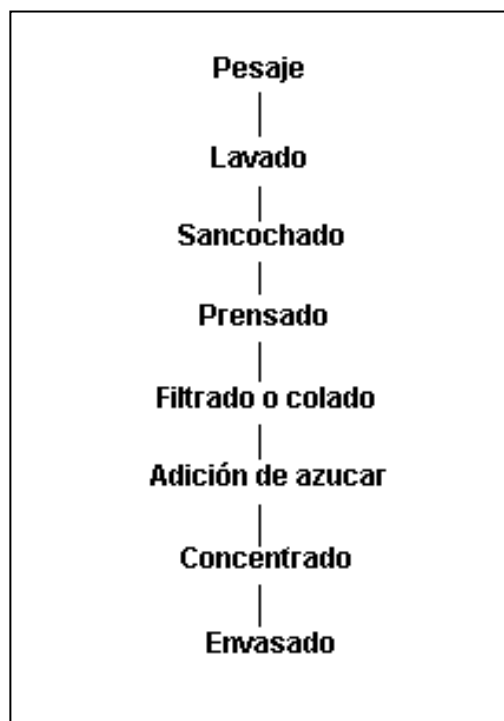 Pesaje
Lavado
Sancochado
Prensado
Filtrado o colado
Adición de azucar
Concentrado
Envasado